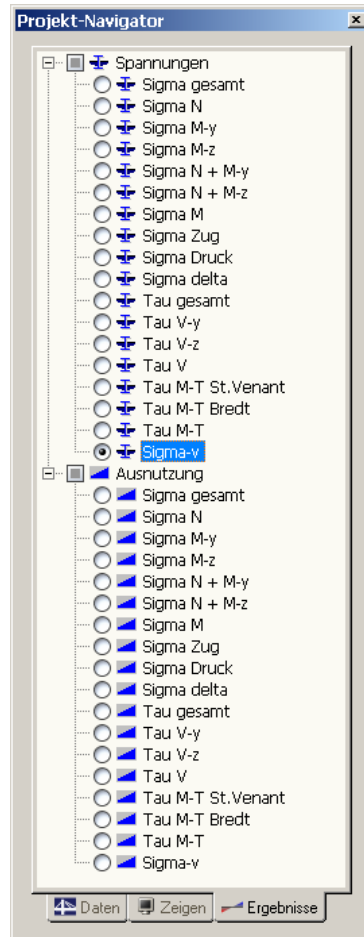 Projekt-Navigator
Spannungen
Sigma gesamt
Sigma N
Sigma M-y
Sigma M-z
Sigma N + M-y
Sigma N + M-z
Sigma M
Sigma Zug
Sigma Druck
Sigma delta
Tau gesamt
Tau V-y
Tau V-z
Tau V
Tau M-T St.Venant
Tau M-T Bredt
Tau M-T
Sigma-v
Ausnutzung
Sigma gesamt
Sigma N
Sigma M-y
Sigma M-z
Sigma N + M-y
Sigma N + M-z
Sigma M
Sigma Zug
Sigma Druck
Sigma delta
Tau gesamt
Tau V-y
Tau V-z
Tau V
Tau M-T St.Venant
Tau M-T Bredt
Tau M-T
Sigma-v
Daten Zeigen Ergebnisse